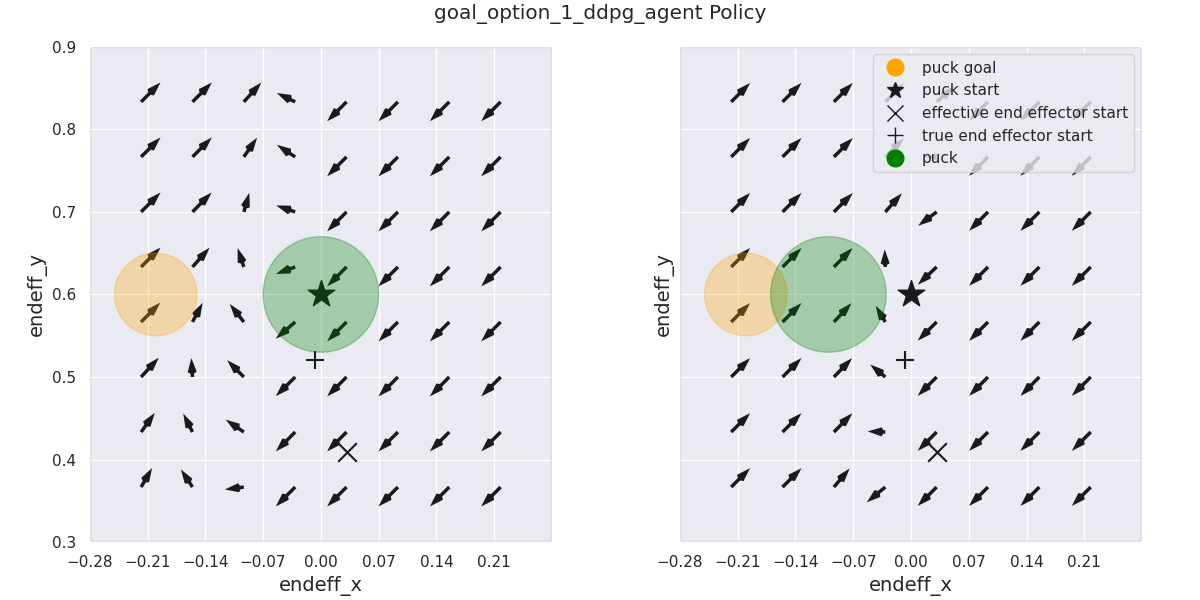 goal_option_1_ddpg_agent Policy
0.9
0.8
0.7
0.6
0.5
0.4
0.3
endeff_y
−0.28 −0.21 −0.14 −0.07 0.00 0.07 0.14 0.21
endeff_x
puck goal
puck start
effective end effector start
true end effector start
puck
endeff_y
−0.28 −0.21 −0.14 −0.07 0.00 0.07 0.14 0.21
endeff_x